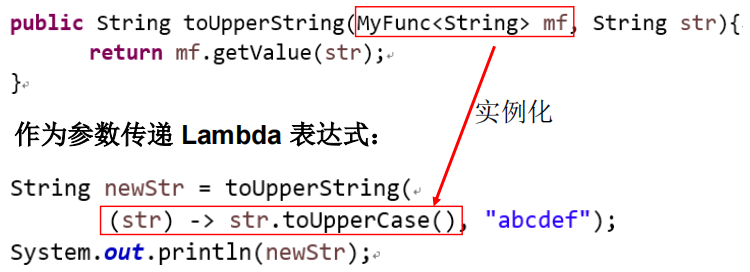 public String toUpperString(MyFunc<String> mf, String str){
return mf.getValue(str);
}
实例化
作为参数传递 Lambda 表达式：
String newStr = toUpperString(
(str) -> str.toUpperCase(), "abcdef");
System.out.println(newStr);